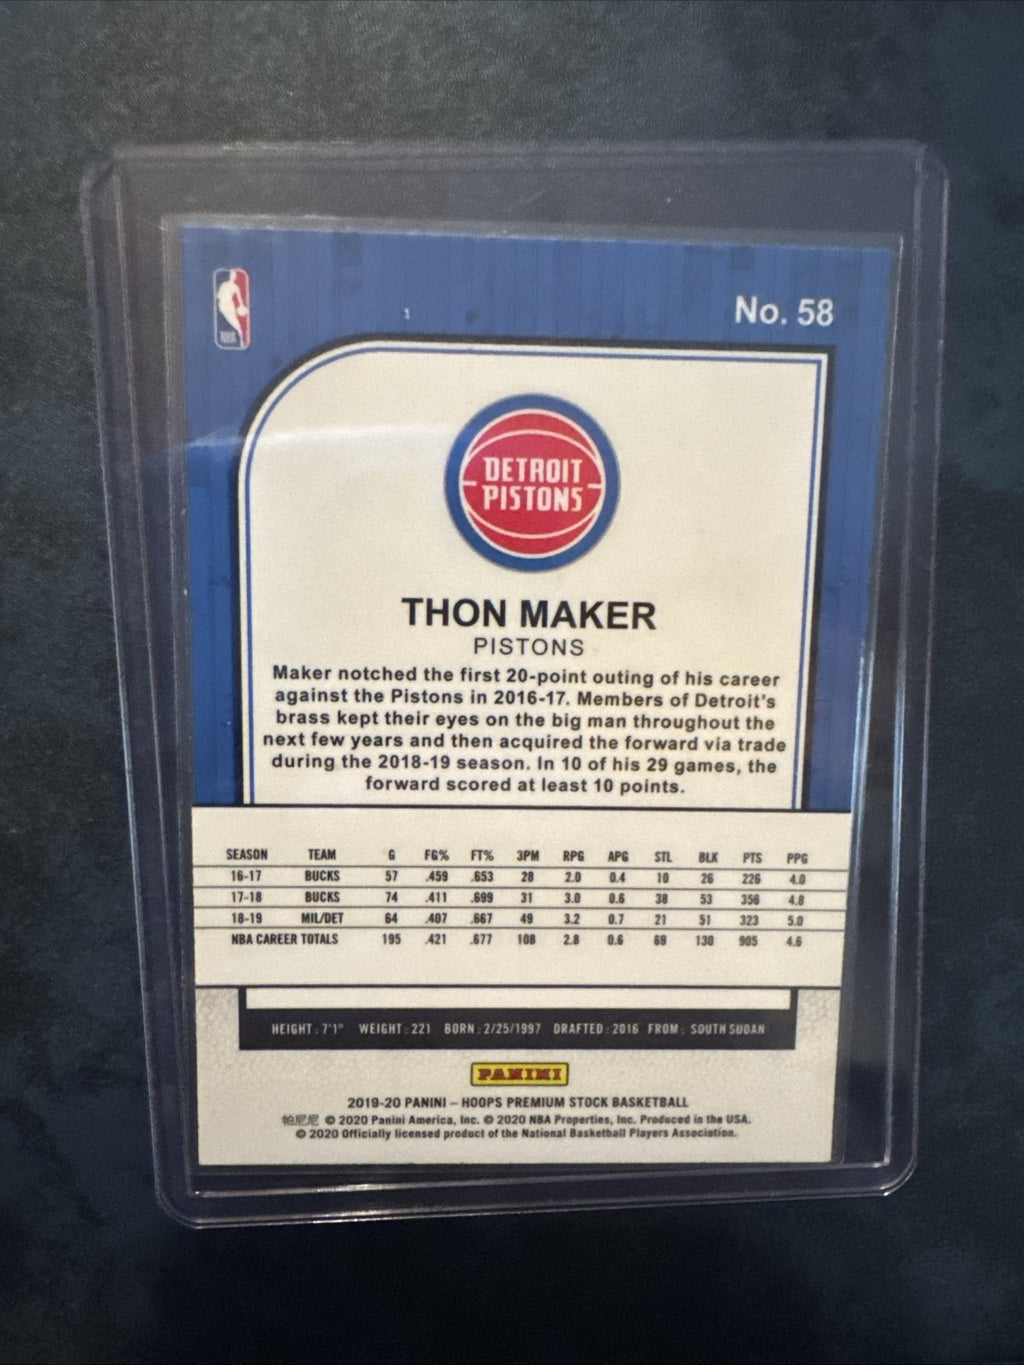 NBA
1
No. 58
DETROIT
PISTONS
THON MAKER
PISTONS
Maker notched the first 20-point outing of his career
against the Pistons in 2016-17. Members of Detroit's
brass kept their eyes on the big man throughout the
next few years and then acquired the forward via trade
during the 2018-19 season. In 10 of his 29 games, the
forward scored at least 10 points.
SEASON TEAM G FG% FT% 3PM RPG APG STL BLK PTS PPG
16-17 BUCKS 57 .459 .653 28 2.0 0.4 10 26 226 4.0
17-18 BUCKS 74 .411 .699 31 3.0 0.6 38 53 356 4.8
18-19 MIL/DET 64 .407 .667 49 3.2 0.7 21 51 323 5.0
NBA CAREER TOTALS 195 .421 .677 108 2.8 0.6 69 130 905 4.6
HEIGHT: 7'1" WEIGHT: 221 BORN: 2/25/1997 DRAFTED: 2016 FROM: SOUTH SUDAN
PANINI
2019-20 PANINI – HOOPS PREMIUM STOCK BASKETBALL
帕尼尼 © 2020 Panini America, Inc. © 2020 NBA Properties, Inc. Produced in the USA.
© 2020 Officially licensed product of the National Basketball Players Association.